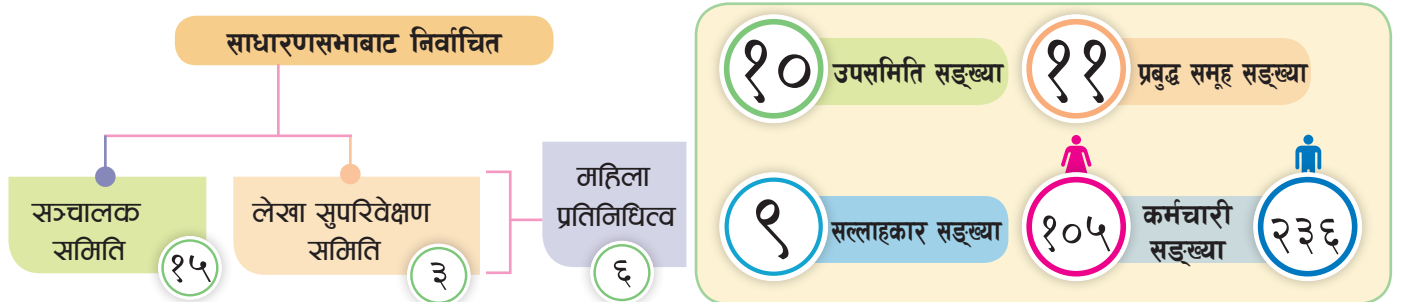 साधारणसभाबाट निर्वाचित
सञ्चालक
समिति
१५
लेखा सुपरिवेक्षण
समिति
३
महिला
प्रतिनिधित्व
६
१० उपसमिति सङ्ख्या
११ प्रबुद्ध समूह सङ्ख्या
९ सल्लाहकार सङ्ख्या
१०५
कर्मचारी
सङ्ख्या
२३६